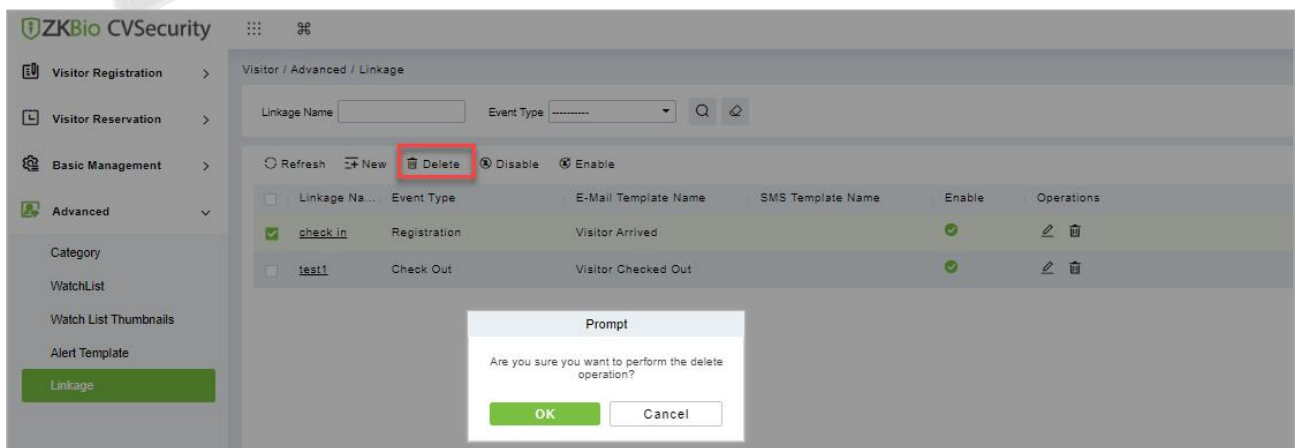 ZKBio CVSecurity
Visitor Registration
Visitor Reservation
Basic Management
Advanced
Category
WatchList
Watch List Thumbnails
Alert Template
Linkage
Visitor / Advanced / Linkage
Linkage Name Event Type ----------
Refresh New Delete Disable Enable
Linkage Na... Event Type E-Mail Template Name SMS Template Name Enable Operations
check in Registration Visitor Arrived
test1 Check Out Visitor Checked Out
Prompt
Are you sure you want to perform the delete
operation?
OK Cancel